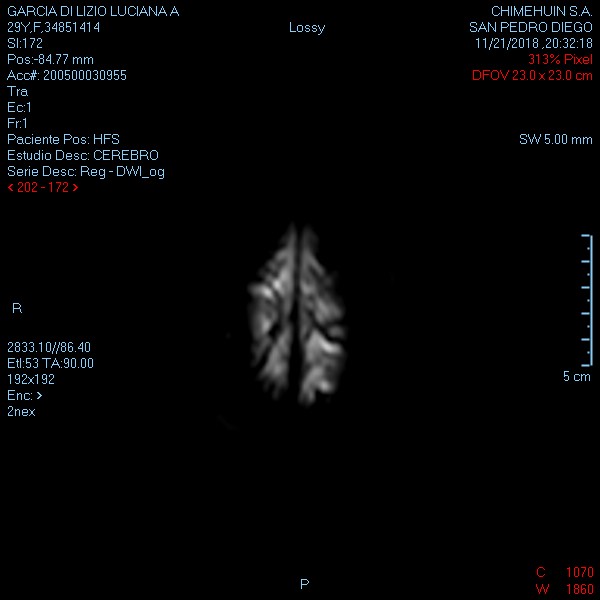 GARCIA DI LIZIO LUCIANA A
29Y,F,34851414
Sl:172
Pos:-84.77 mm
Acc#: 200500030955
Tra
Ec:1
Fr:1
Paciente Pos: HFS
Estudio Desc: CEREBRO
Serie Desc: Reg - DWI_og
< 202 - 172 >
Lossy
CHIMEHUIN S.A.
SAN PEDRO DIEGO
11/21/2018 ,20:32:18
313% Pixel
DFOV 23.0 x 23.0 cm
SW 5.00 mm
R
2833.10//86.40
Etl:53 TA:90.00
192x192
Enc: >
2nex
5 cm
P
C 1070
W 1860